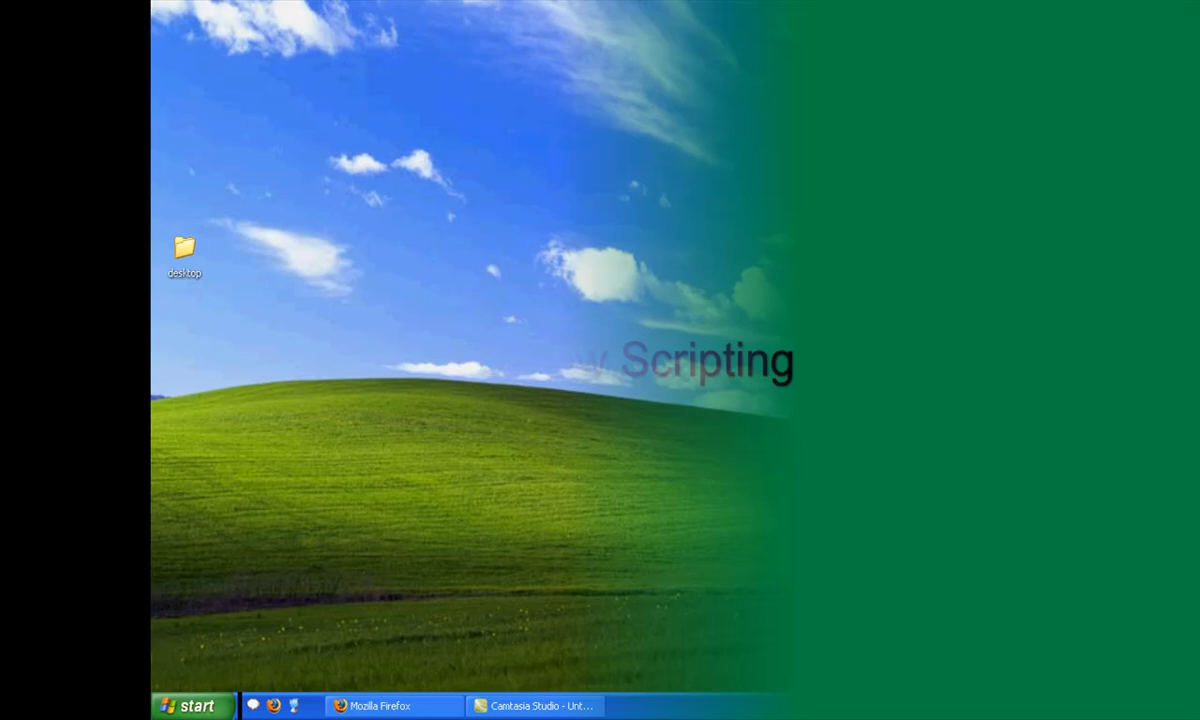 desktop
Scripting
start
Mozilla Firefox
Camtasia Studio - Unt...